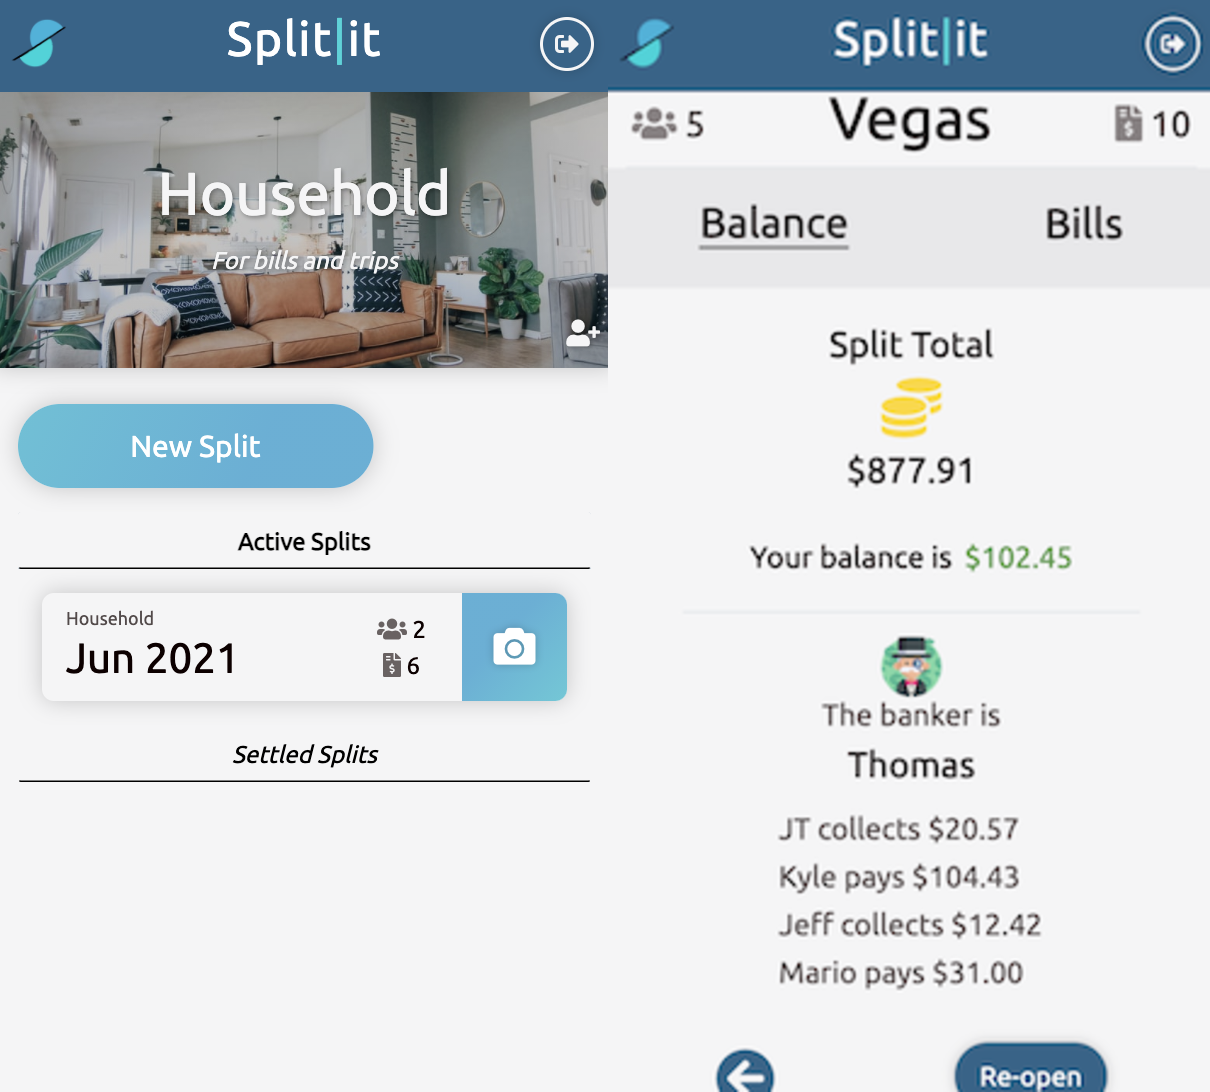 Split|it
Household
For bills and trips
New Split
Active Splits
Household
Jun 2021
2
6
Settled Splits
Split|it
5
Vegas
10
Balance
Bills
Split Total
$877.91
Your balance is $102.45
The banker is
Thomas
JT collects $20.57
Kyle pays $104.43
Jeff collects $12.42
Mario pays $31.00
Re-open